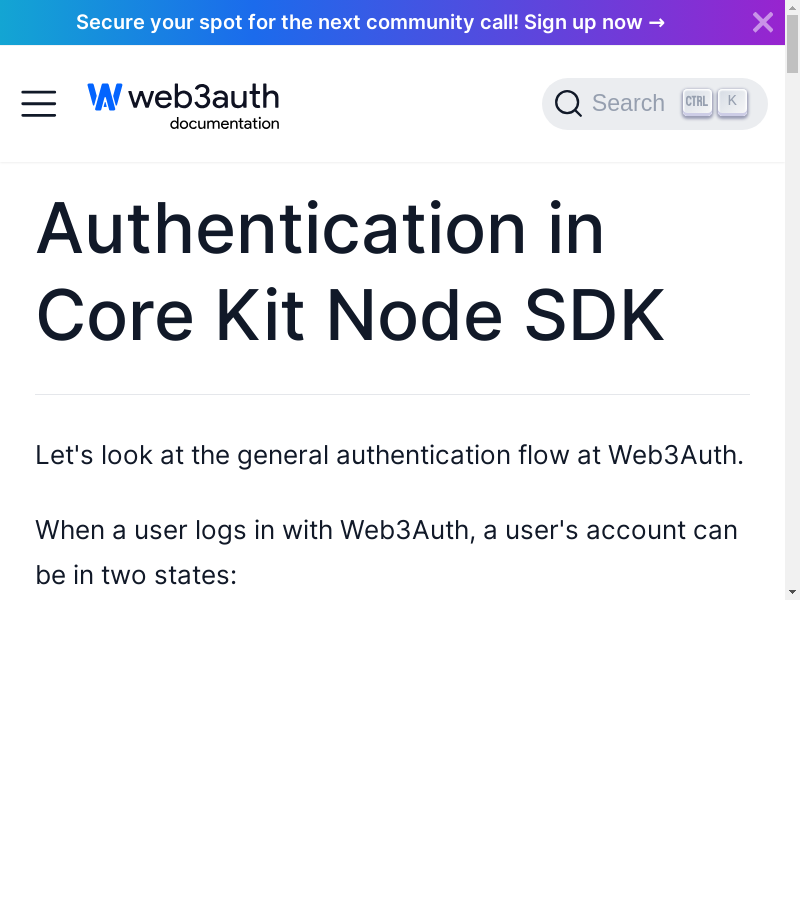 Secure your spot for the next community call! Sign up now →
web3auth
documentation
Search
CTRL
K
Authentication in
Core Kit Node SDK
Let's look at the general authentication flow at Web3Auth.
When a user logs in with Web3Auth, a user's account can
be in two states: